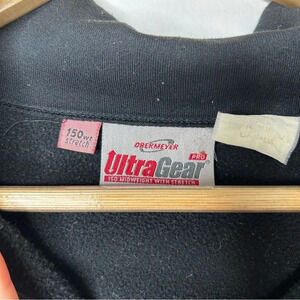 150wt
stretch
OBERMEYER
UltraGear
PRO
150 MIDWEIGHT WITH STRETCH